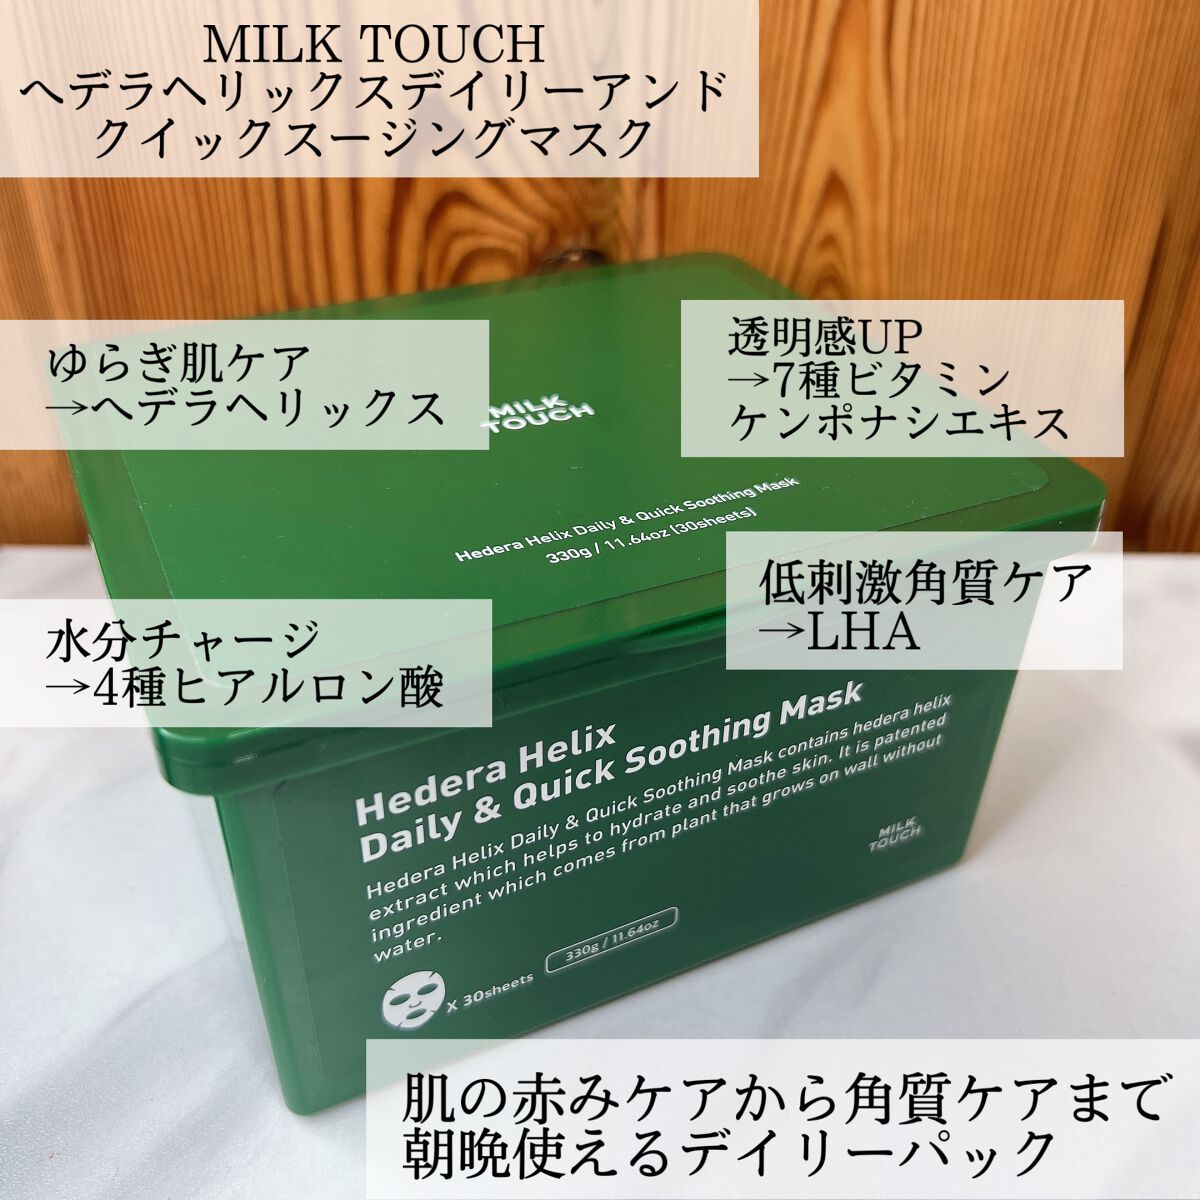 MILK TOUCH
ヘデラヘリックスデイリーアンド
クイックスージングマスク
ゆらぎ肌ケア
→ヘデラヘリックス
透明感UP
→7種ビタミン
ケンポナシエキス
MILK
TOUCH
Hedera Helix Daily & Quick Soothing Mask
330g / 11.64oz (30sheets)
低刺激角質ケア
→LHA
水分チャージ
→4種ヒアルロン酸
Hedera Helix
Daily & Quick Soothing Mask
Hedera Helix Daily & Quick Soothing Mask contains hedera helix
extract which helps to hydrate and soothe skin. It is patented
ingredient which comes from plant that grows on wall without
water.
MILK
TOUCH
X 30sheets
330g / 11.64oz
肌の赤みケアから角質ケアまで
朝晩使えるデイリーパック